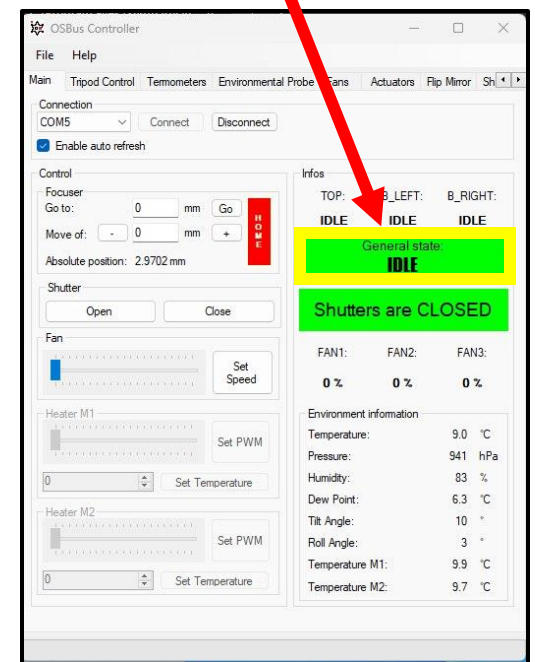 OSBus Controller
File Help
Main Tripod Control Termometers Environmental Probe Fans Actuators Flip Mirror Sh
Connection
COM5 Connect Disconnect
Enable auto refresh
Control
Focuser
Go to: 0 mm Go
Move of: - 0 mm +
HOME
Absolute position: 2.9702 mm
Shutter
Open Close
Fan
Set Speed
Heater M1
Set PWM
0 Set Temperature
Heater M2
Set PWM
0 Set Temperature
Infos
TOP: B_LEFT: B_RIGHT:
IDLE IDLE IDLE
General state:
IDLE
Shutters are CLOSED
FAN1: FAN2: FAN3:
0 % 0 % 0 %
Environment information
Temperature: 9.0 °C
Pressure: 941 hPa
Humidity: 83 %
Dew Point: 6.3 °C
Tilt Angle: 10 °
Roll Angle: 3 °
Temperature M1: 9.9 °C
Temperature M2: 9.7 °C